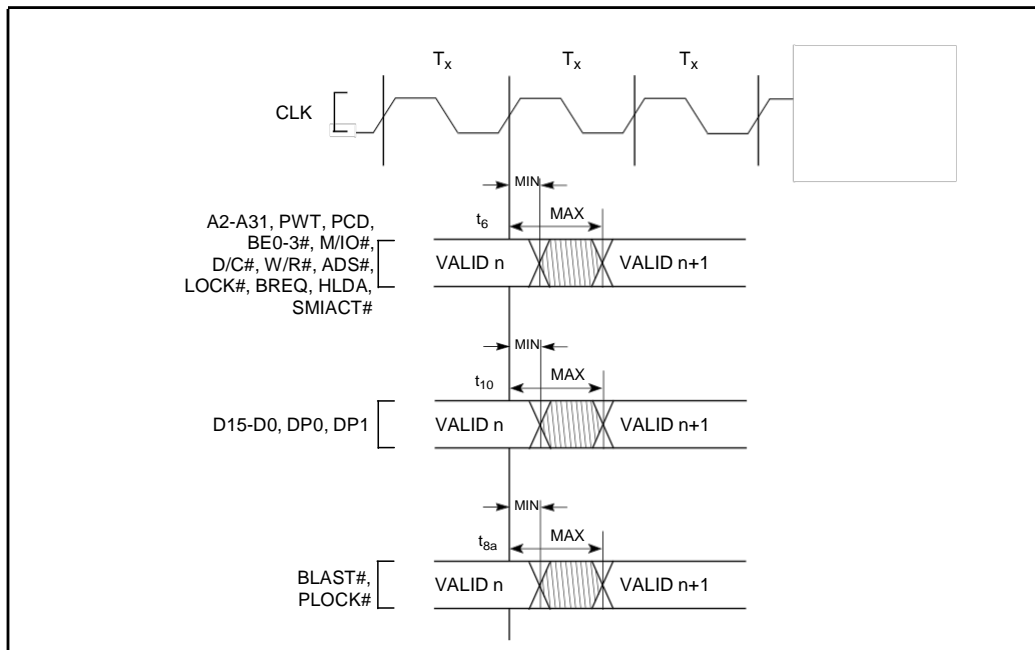 Tx Tx Tx
CLK
MIN
t6 MAX
A2-A31, PWT, PCD,
BE0-3#, M/IO#,
D/C#, W/R#, ADS#,
LOCK#, BREQ, HLDA,
SMIACT#
VALID n VALID n+1
MIN
t10 MAX
D15-D0, DP0, DP1 VALID n VALID n+1
MIN
t8a MAX
BLAST#,
PLOCK#
VALID n VALID n+1